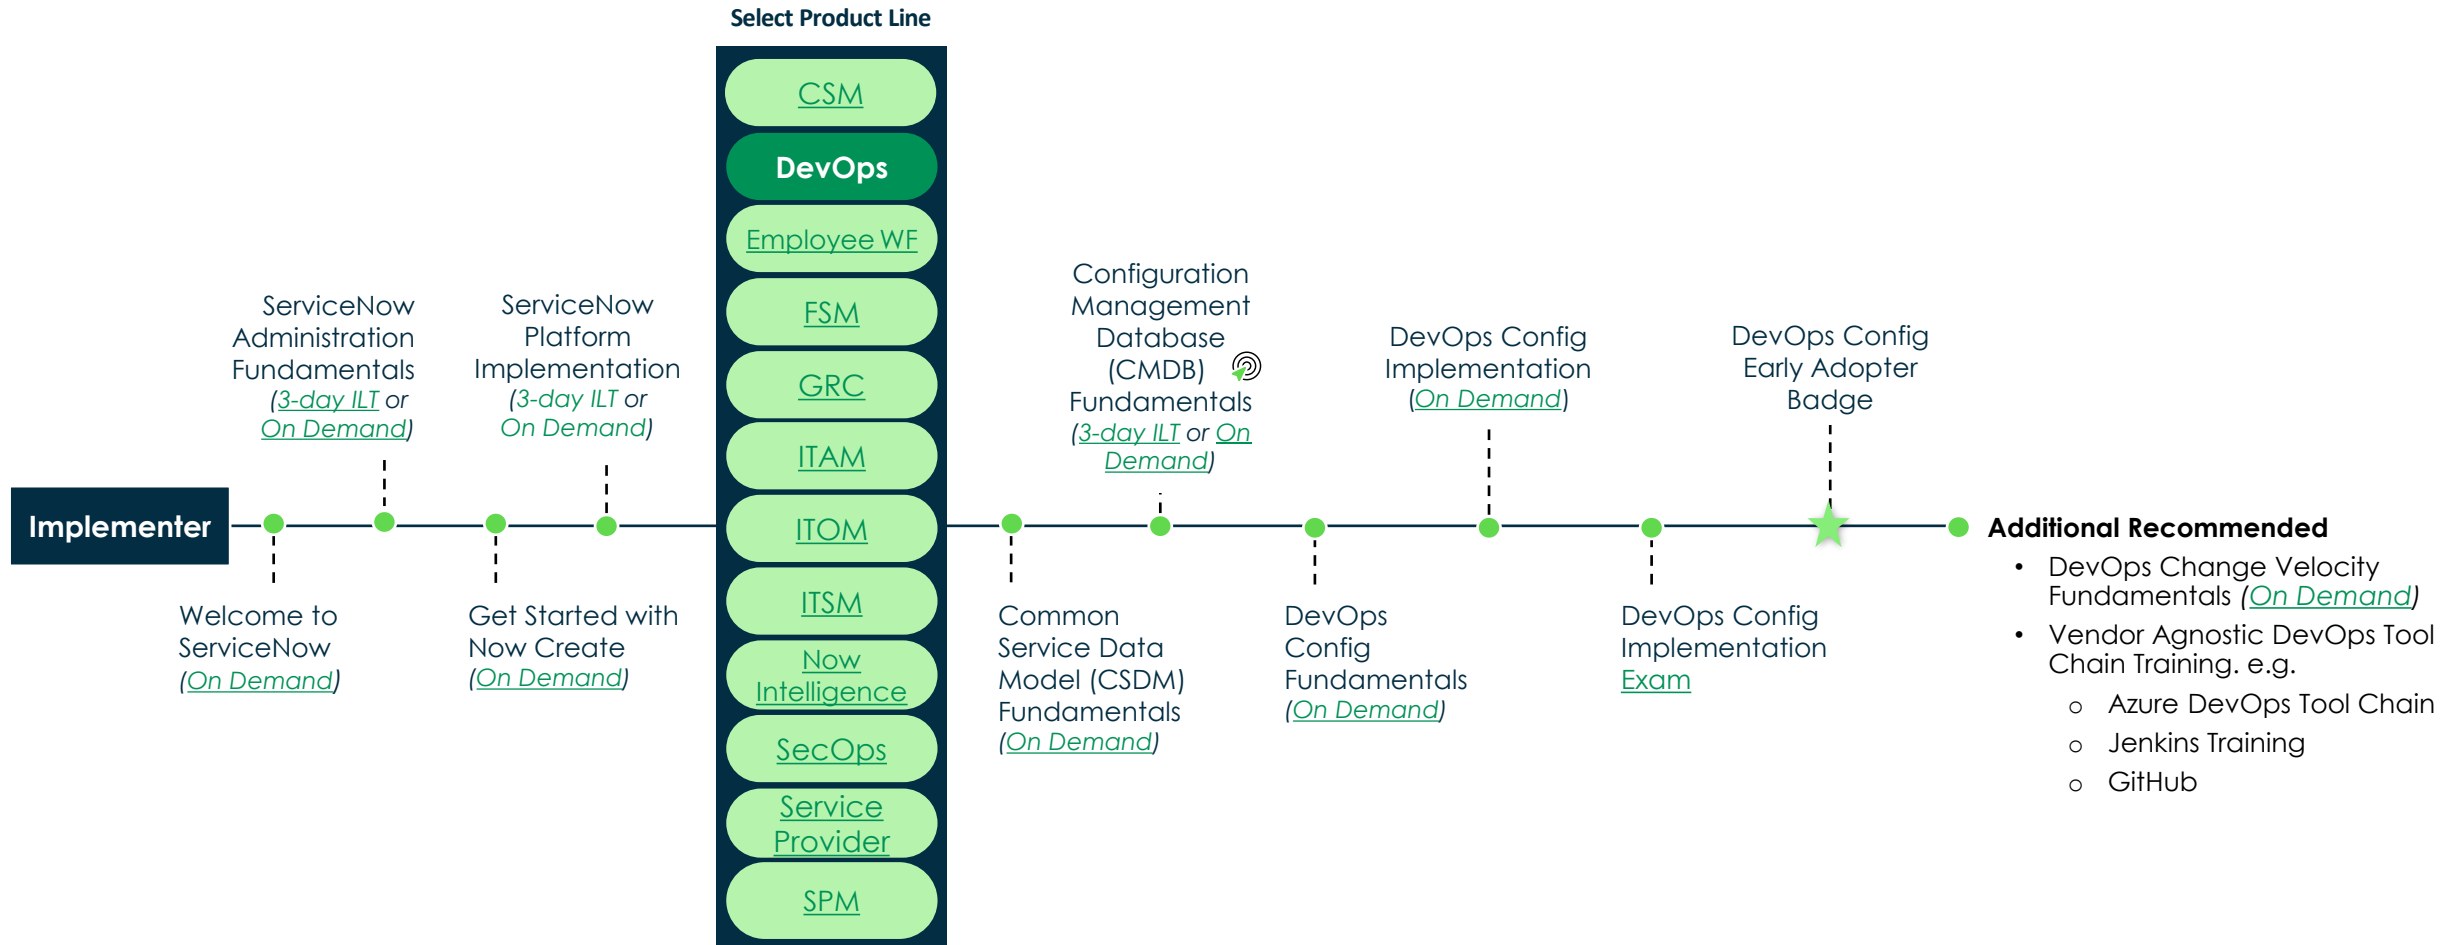 Select Product Line
CSM
DevOps
Employee WF
FSM
GRC
ITAM
ITOM
ITSM
Now
Intelligence
SecOps
Service
Provider
SPM
Implementer
Welcome to
ServiceNow
(On Demand)
ServiceNow
Administration
Fundamentals
(3-day ILT or
On Demand)
Get Started with
Now Create
(On Demand)
ServiceNow
Platform
Implementation
(3-day ILT or
On Demand)
Common
Service Data
Model (CSDM)
Fundamentals
(On Demand)
Configuration
Management
Database
(CMDB)
Fundamentals
(3-day ILT or On
Demand)
DevOps
Config
Fundamentals
(On Demand)
DevOps Config
Implementation
(On Demand)
DevOps Config
Implementation
Exam
DevOps Config
Early Adopter
Badge
Additional Recommended
• DevOps Change Velocity
Fundamentals (On Demand)
• Vendor Agnostic DevOps Tool
Chain Training. e.g.
o Azure DevOps Tool Chain
o Jenkins Training
o GitHub